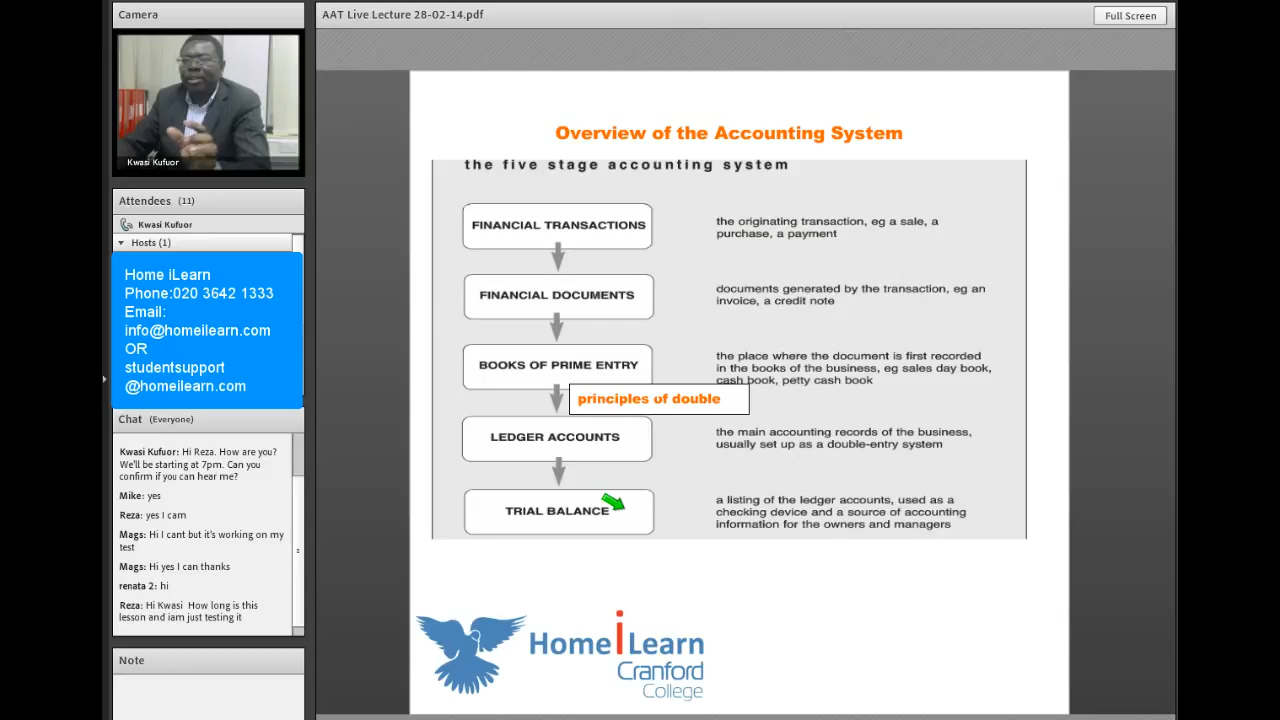 Camera
AAT Live Lecture 28-02-14.pdf
Full Screen
Kwasi Kufuor
Attendees (11)
Kwasi Kufuor
Hosts (1)
Home iLearn
Phone:020 3642 1333
Email:
info@homeilearn.com
OR
studentsupport
@homeilearn.com
Chat (Everyone)
Kwasi Kufuor: Hi Reza. How are you?
We'll be starting at 7pm. Can you
confirm if you can hear me?
Mike: yes
Reza: yes I cam
Mags: Hi I cant but it's working on my
test
Mags: Hi yes I can thanks
renata 2: hi
Reza: Hi Kwasi How long is this
lesson and iam just testing it
Note
Overview of the Accounting System
the five stage accounting system
FINANCIAL TRANSACTIONS
the originating transaction, eg a sale, a
purchase, a payment
FINANCIAL DOCUMENTS
documents generated by the transaction, eg an
invoice, a credit note
BOOKS OF PRIME ENTRY
the place where the document is first recorded
in the books of the business, eg sales day book,
cash book, petty cash book
principles of double
LEDGER ACCOUNTS
the main accounting records of the business,
usually set up as a double-entry system
TRIAL BALANCE
a listing of the ledger accounts, used as a
checking device and a source of accounting
information for the owners and managers
Home iLearn
Cranford
College